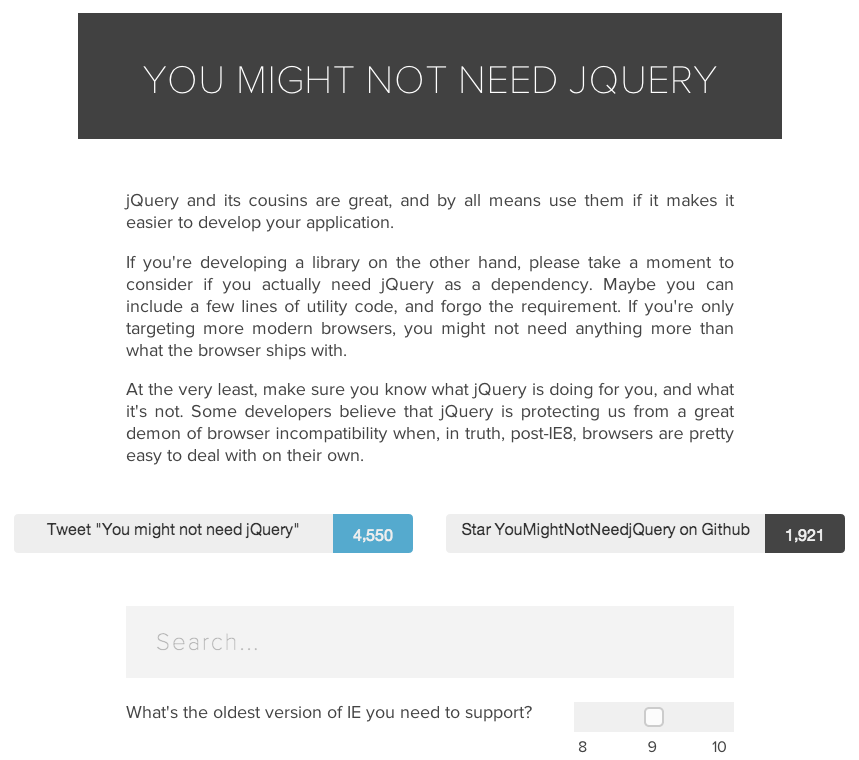 YOU MIGHT NOT NEED JQUERY
jQuery and its cousins are great, and by all means use them if it makes it
easier to develop your application.
If you're developing a library on the other hand, please take a moment to
consider if you actually need jQuery as a dependency. Maybe you can
include a few lines of utility code, and forgo the requirement. If you're only
targeting more modern browsers, you might not need anything more than
what the browser ships with.
At the very least, make sure you know what jQuery is doing for you, and what
it's not. Some developers believe that jQuery is protecting us from a great
demon of browser incompatibility when, in truth, post-IE8, browsers are pretty
easy to deal with on their own.
Tweet "You might not need jQuery" 4,550 Star YouMightNotNeedjQuery on Github 1,921
Search...
What's the oldest version of IE you need to support?
8 9 10